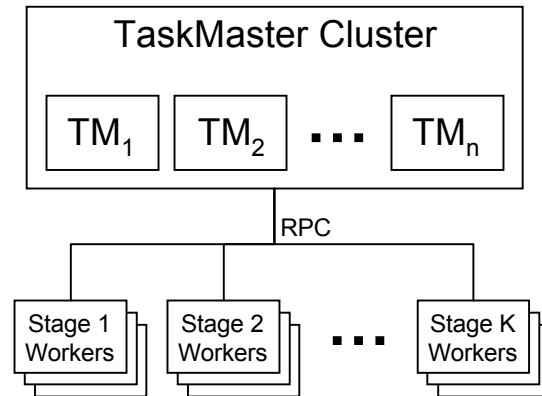 TaskMaster Cluster
TM1 TM2 ... TMn
RPC
Stage 1 Stage 2 ... Stage K
Workers Workers Workers